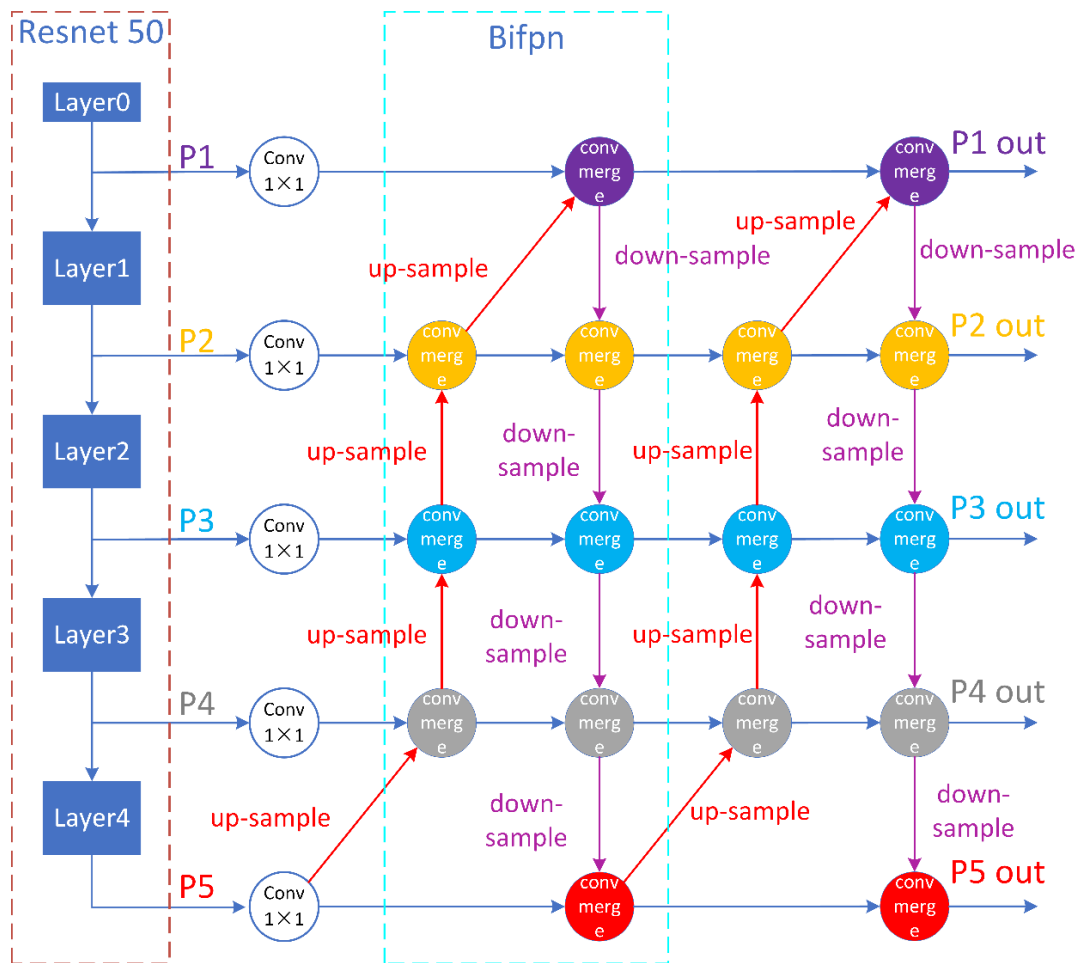 Resnet 50
Bifpn
Layer0
P1
Conv
1×1
conv
merg
e
conv
merg
e
P1 out
up-sample
down-sample
up-sample
down-sample
Layer1
P2
Conv
1×1
conv
merg
e
conv
merg
e
conv
merg
e
conv
merg
e
P2 out
up-sample
down-
sample
up-sample
down-
sample
Layer2
P3
Conv
1×1
conv
merg
e
conv
merg
e
conv
merg
e
conv
merg
e
P3 out
up-sample
down-
sample
up-sample
down-
sample
Layer3
P4
Conv
1×1
conv
merg
e
conv
merg
e
conv
merg
e
conv
merg
e
P4 out
Layer4
up-sample
down-
sample
up-sample
down-
sample
P5
Conv
1×1
conv
merg
e
conv
merg
e
P5 out